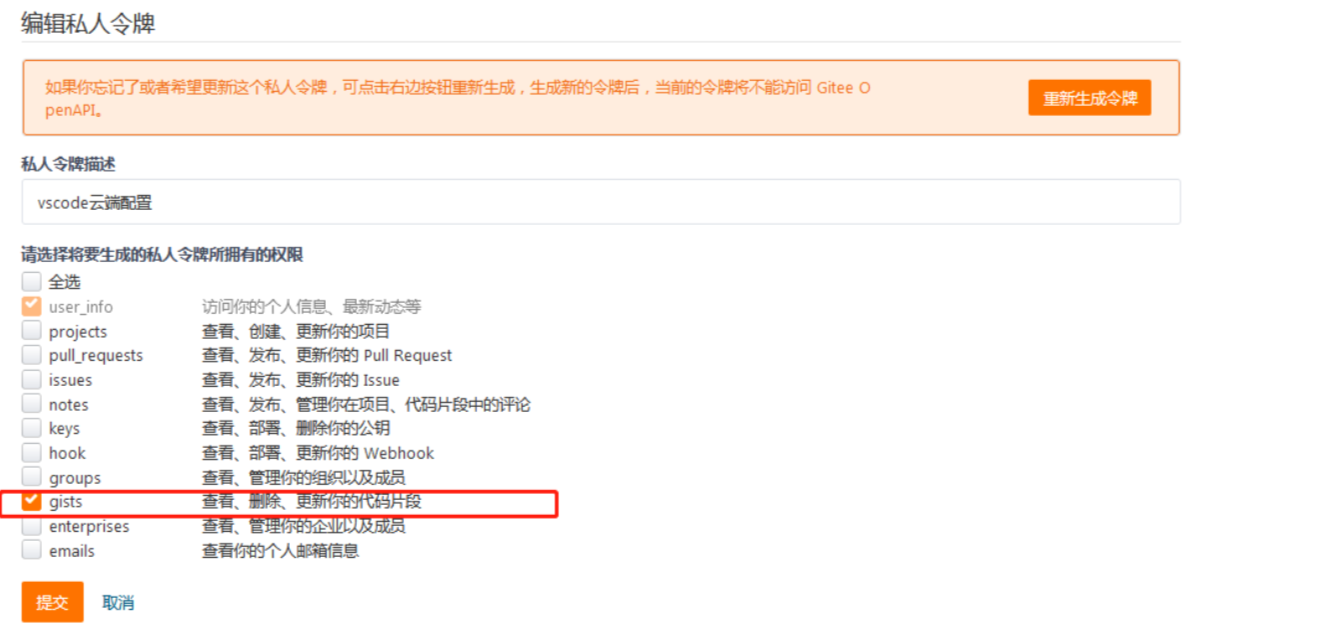 编辑私人令牌
如果你忘记了或者希望更新这个私人令牌，可点击右边按钮重新生成，生成新的令牌后，当前的令牌将不能访问 Gitee O
penAPI。
重新生成令牌
私人令牌描述
vscode云端配置
请选择将要生成的私人令牌所拥有的权限
全选
user_info 访问你的个人信息、最新动态等
projects 查看、创建、更新你的项目
pull_requests 查看、发布、更新你的 Pull Request
issues 查看、发布、更新你的 Issue
notes 查看、发布、管理你在项目、代码片段中的评论
keys 查看、部署、删除你的公钥
hook 查看、部署、更新你的 Webhook
groups 查看、管理你的组织以及成员
gists 查看、删除、更新你的代码片段
enterprises 查看、管理你的企业以及成员
emails 查看你的个人邮箱信息
提交 取消